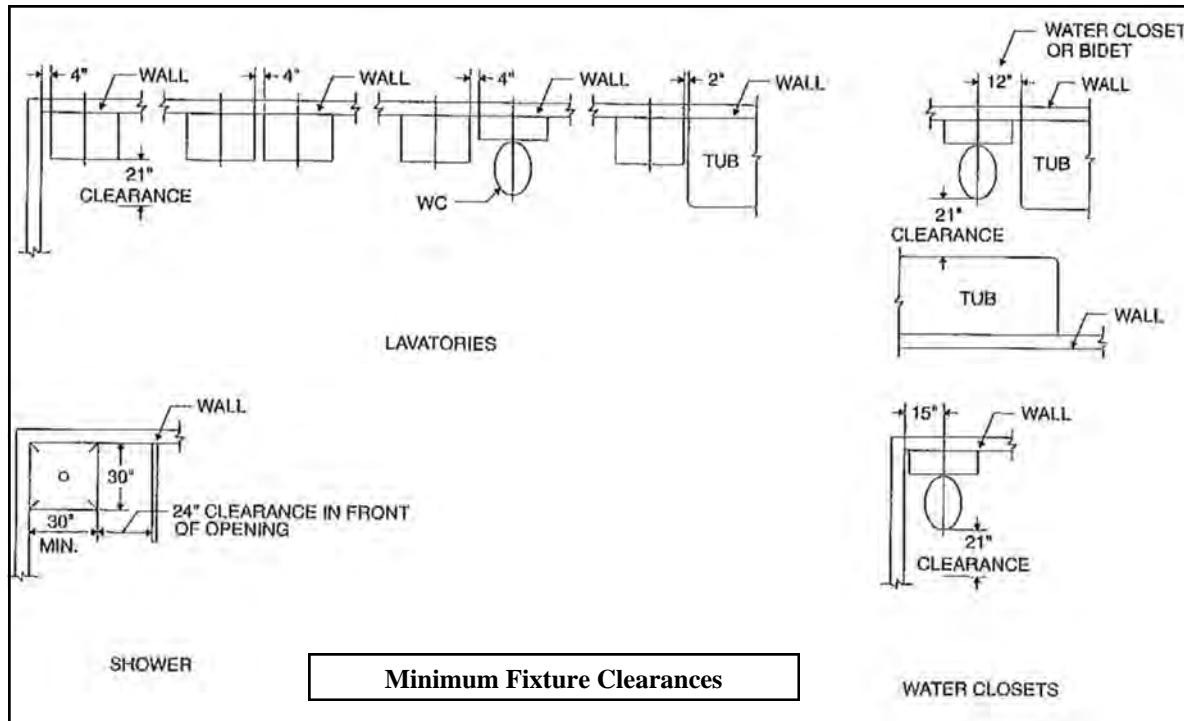 4"
WALL
4"
WALL
4"
WALL
2"
WALL
21"
CLEARANCE
WC
TUB
LAVATORIES
WATER CLOSET
OR BIDET
12"
WALL
TUB
21"
CLEARANCE
TUB
WALL
WALL
30"
30"
MIN.
24" CLEARANCE IN FRONT
OF OPENING
SHOWER
15"
WALL
21"
CLEARANCE
WATER CLOSETS
Minimum Fixture Clearances